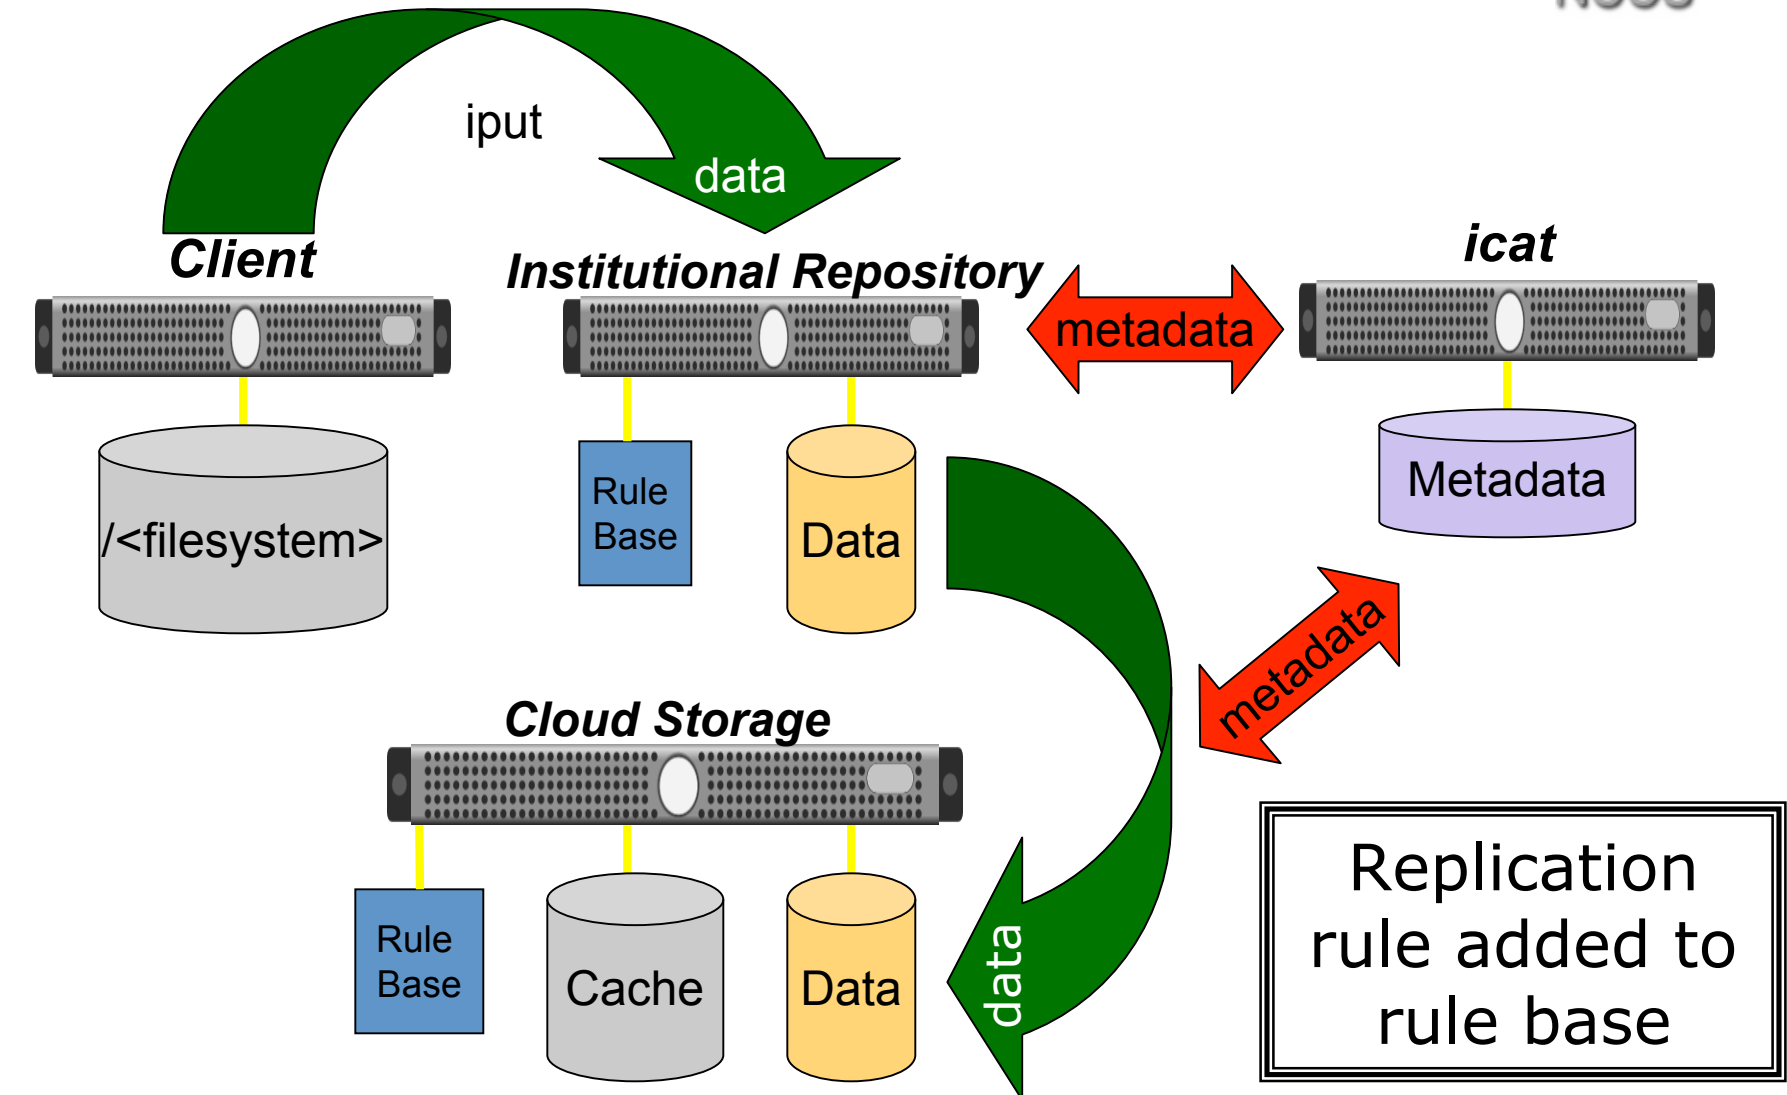 iput
data
Client
Institutional Repository
icat
metadata
Rule
Base
Data
Metadata
/<filesystem>
metadata
Cloud Storage
Rule
Base
Cache
Data
data
Replication
rule added to
rule base